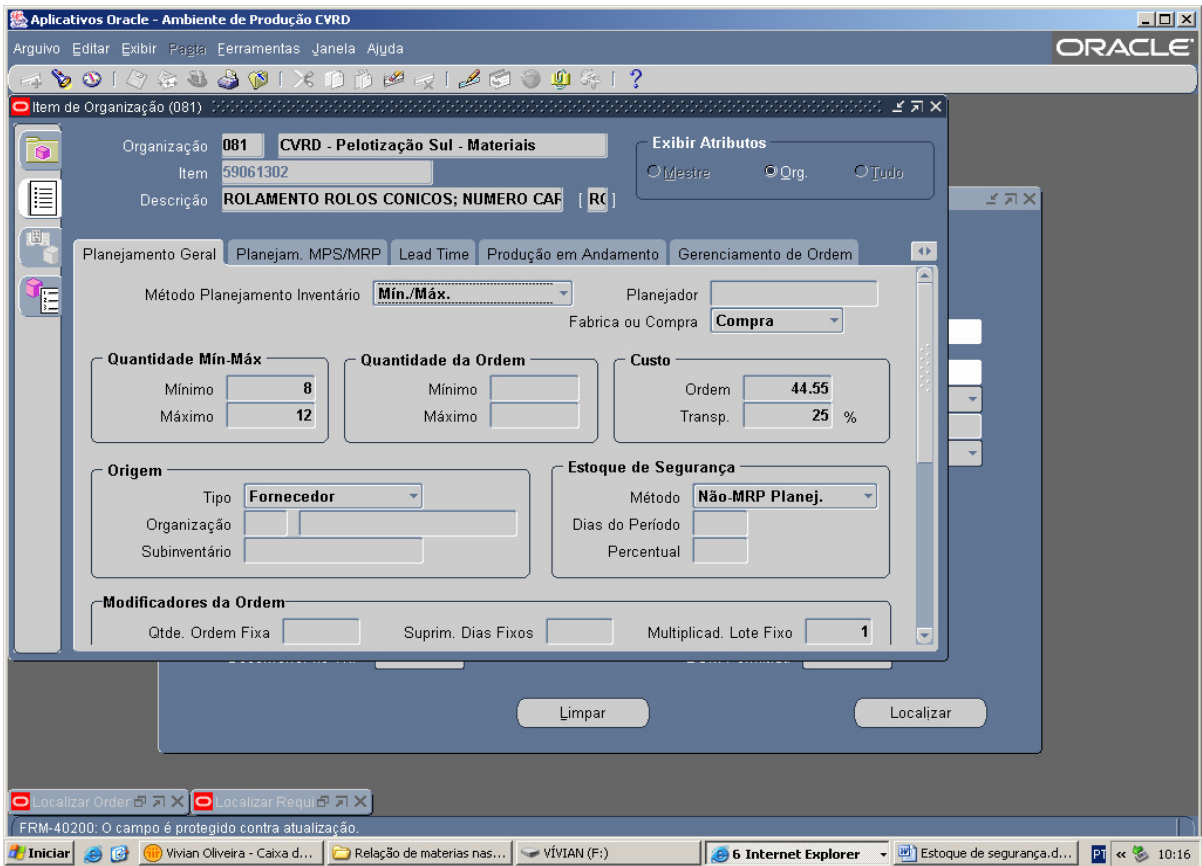 Aplicativos Oracle - Ambiente de Produção CVRD
Arquivo Editar Exibir Pasta Ferramentas Janela Ajuda
ORACLE
Item de Organização (081)
Organização 081 CVRD - Pelotização Sul - Materiais
Item 59061302
Descrição ROLAMENTO ROLOS CONICOS; NUMERO CAF [ R( ]
Exibir Atributos
Mestre Org. Tudo
Planejamento Geral Planejam. MPS/MRP Lead Time Produção em Andamento Gerenciamento de Ordem
Método Planejamento Inventário Mín./Máx. Planejador
Fabrica ou Compra Compra
Quantidade Mín-Máx Quantidade da Ordem Custo
Mínimo 8 Mínimo Ordem 44.55
Máximo 12 Máximo Transp. 25 %
Origem Estoque de Segurança
Tipo Fornecedor Método Não-MRP Planej.
Organização Dias do Período
Subinventário Percentual
Modificadores da Ordem
Qtde. Ordem Fixa Suprim. Dias Fixos Multiplicad. Lote Fixo 1
Limpar Localizar
Localizar Order Localizar Requi
FRM-40200: O campo é protegido contra atualização.
Iniciar Vivian Oliveira - Caixa d... Relação de materias nas... VÍVIAN (F:) 6 Internet Explorer Estoque de segurança.d... PT « 10:16